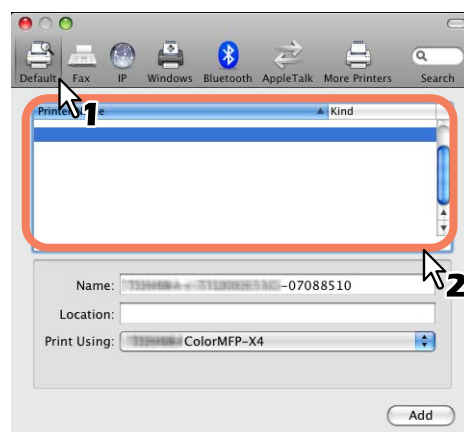 Default Fax IP Windows Bluetooth AppleTalk More Printers Search
1
Printer Name Kind
2
Name: -07088510
Location:
Print Using: ColorMFP-X4
Add